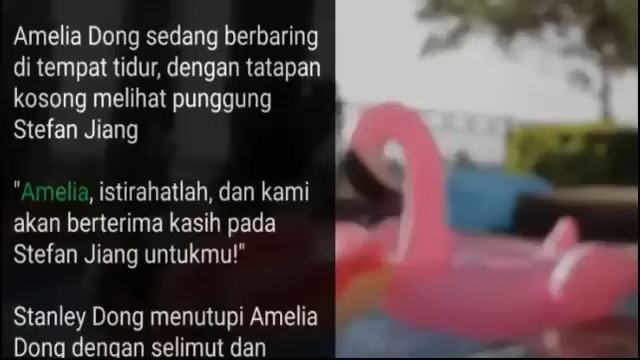 Amelia Dong sedang berbaring
di tempat tidur, dengan tatapan
kosong melihat punggung
Stefan Jiang
"Amelia, istirahatlah, dan kami
akan berterima kasih pada
Stefan Jiang untukmu!"
Stanley Dong menutupi Amelia
Dong dengan selimut dan